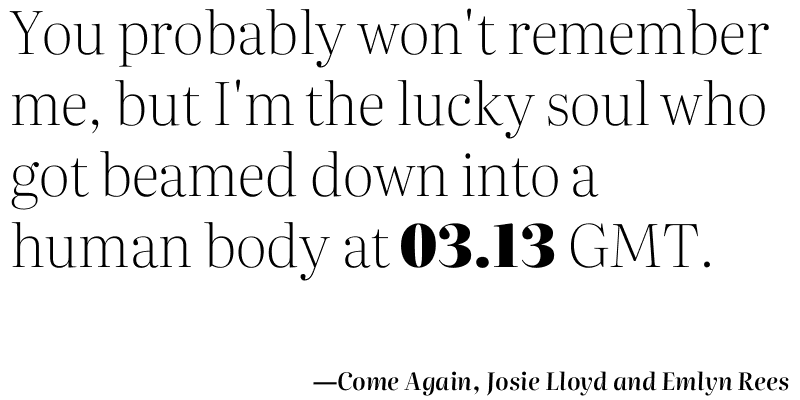 You probably won't remember
me, but I'm the lucky soul who
got beamed down into a
human body at 03.13 GMT.
—Come Again, Josie Lloyd and Emlyn Rees